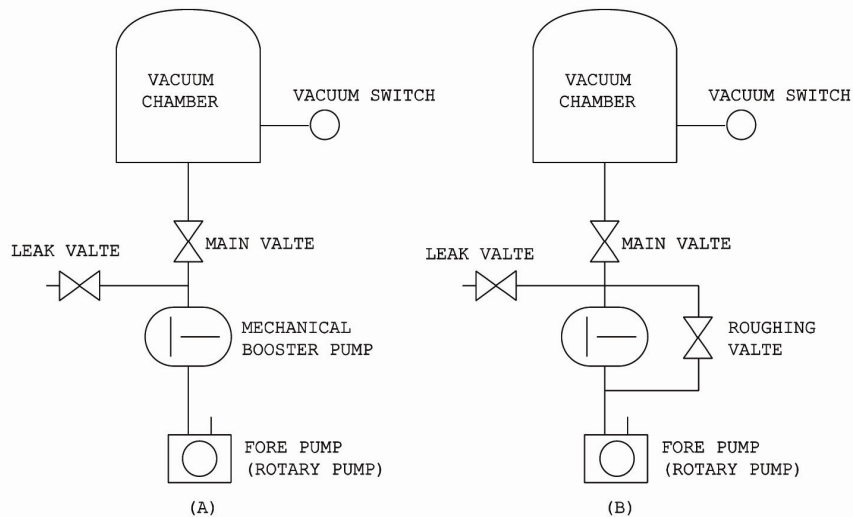 VACUUM
CHAMBER
VACUUM SWITCH
LEAK VALTE
MAIN VALTE
MECHANICAL
BOOSTER PUMP
FORE PUMP
(ROTARY PUMP)
(A)
VACUUM
CHAMBER
VACUUM SWITCH
LEAK VALTE
MAIN VALTE
ROUGHING
VALTE
FORE PUMP
(ROTARY PUMP)
(B)